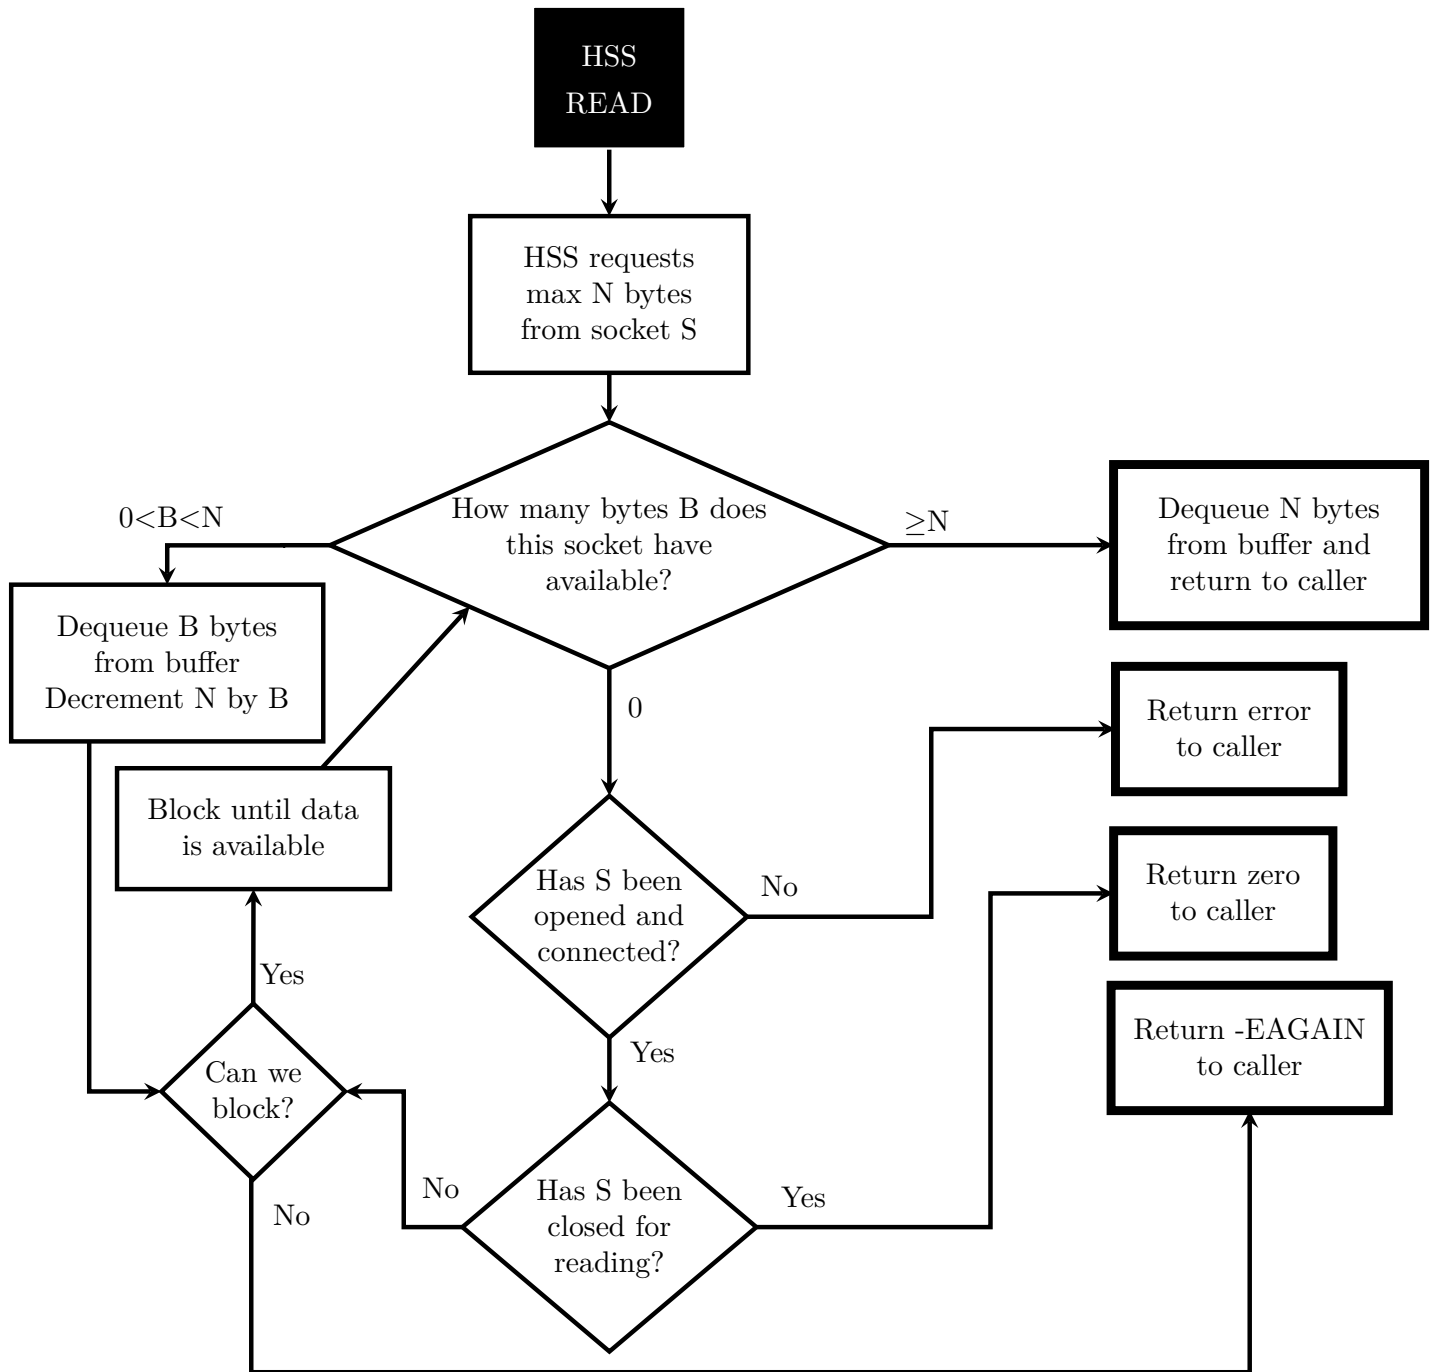 HSS
READ
HSS requests
max N bytes
from socket S
How many bytes B does
this socket have
available?
0<B<N
≥N
Dequeue N bytes
from buffer and
return to caller
Dequeue B bytes
from buffer
Decrement N by B
0
Return error
to caller
Block until data
is available
Has S been
opened and
connected?
No
Return zero
to caller
Yes
Yes
Return -EAGAIN
to caller
Can we
block?
No
No
Has S been
closed for
reading?
Yes